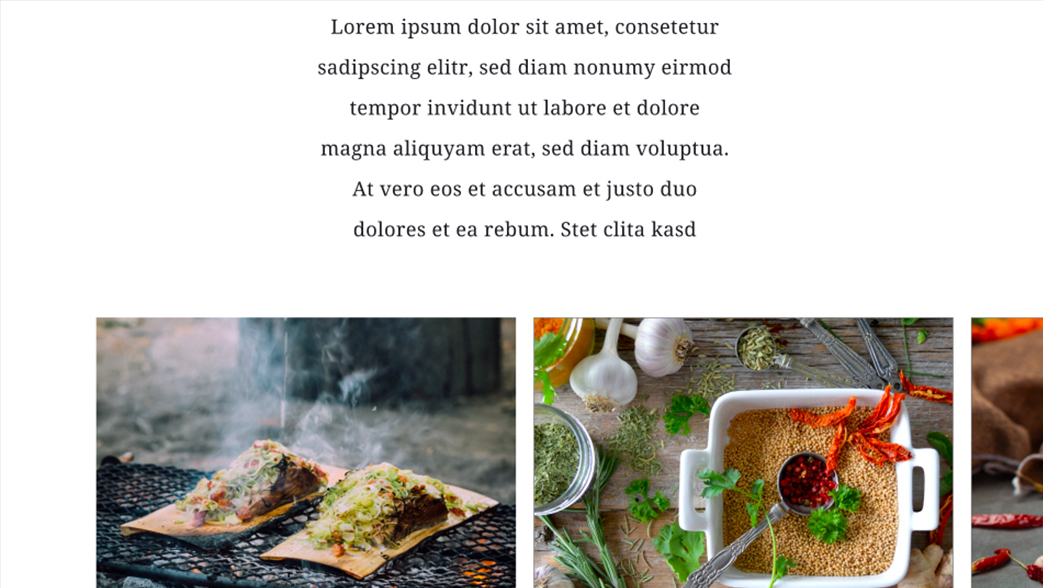 Lorem ipsum dolor sit amet, consetetur
sadipscing elitr, sed diam nonumy eirmod
tempor invidunt ut labore et dolore
magna aliquyam erat, sed diam voluptua.
At vero eos et accusam et justo duo
dolores et ea rebum. Stet clita kasd